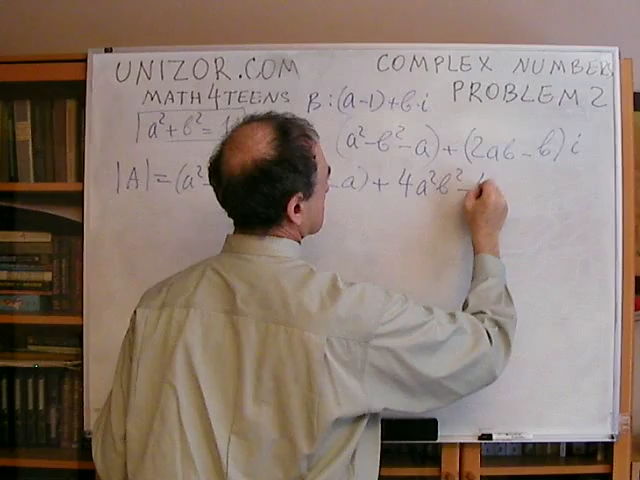 UNIZOR.COM COMPLEX NUMBERS
MATH4TEENS B: (a-1)+b·i PROBLEM 2
a²+b²=1
(a²-b²-a)+(2ab-b)i
|A|=(a² -a)+4a²b²-